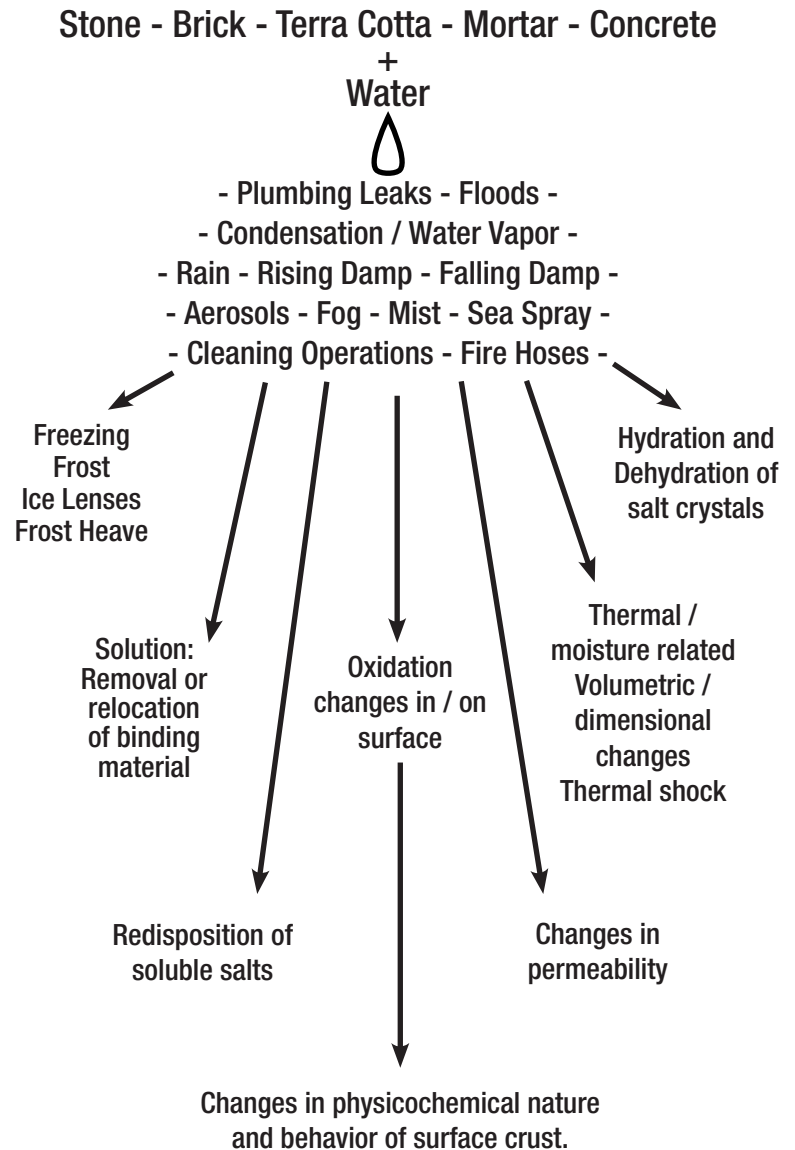 Stone - Brick - Terra Cotta - Mortar - Concrete
+
Water
- Plumbing Leaks - Floods -
- Condensation / Water Vapor -
- Rain - Rising Damp - Falling Damp -
- Aerosols - Fog - Mist - Sea Spray -
- Cleaning Operations - Fire Hoses -
Freezing
Frost
Ice Lenses
Frost Heave
Hydration and
Dehydration of
salt crystals
Solution:
Removal or
relocation
of binding
material
Oxidation
changes in / on
surface
Thermal /
moisture related
Volumetric /
dimensional
changes
Thermal shock
Redisposition of
soluble salts
Changes in
permeability
Changes in physicochemical nature
and behavior of surface crust.